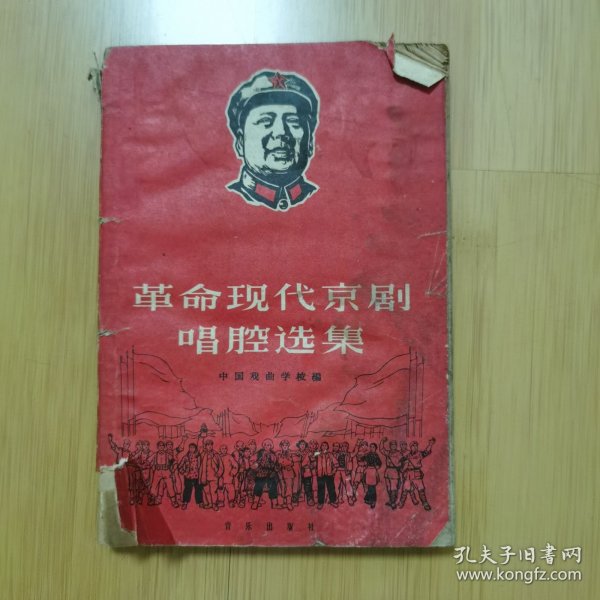 革命现代京剧
唱腔选集
中国戏曲学校编
音乐出版社
孔夫子旧书网
www.kongfz.com